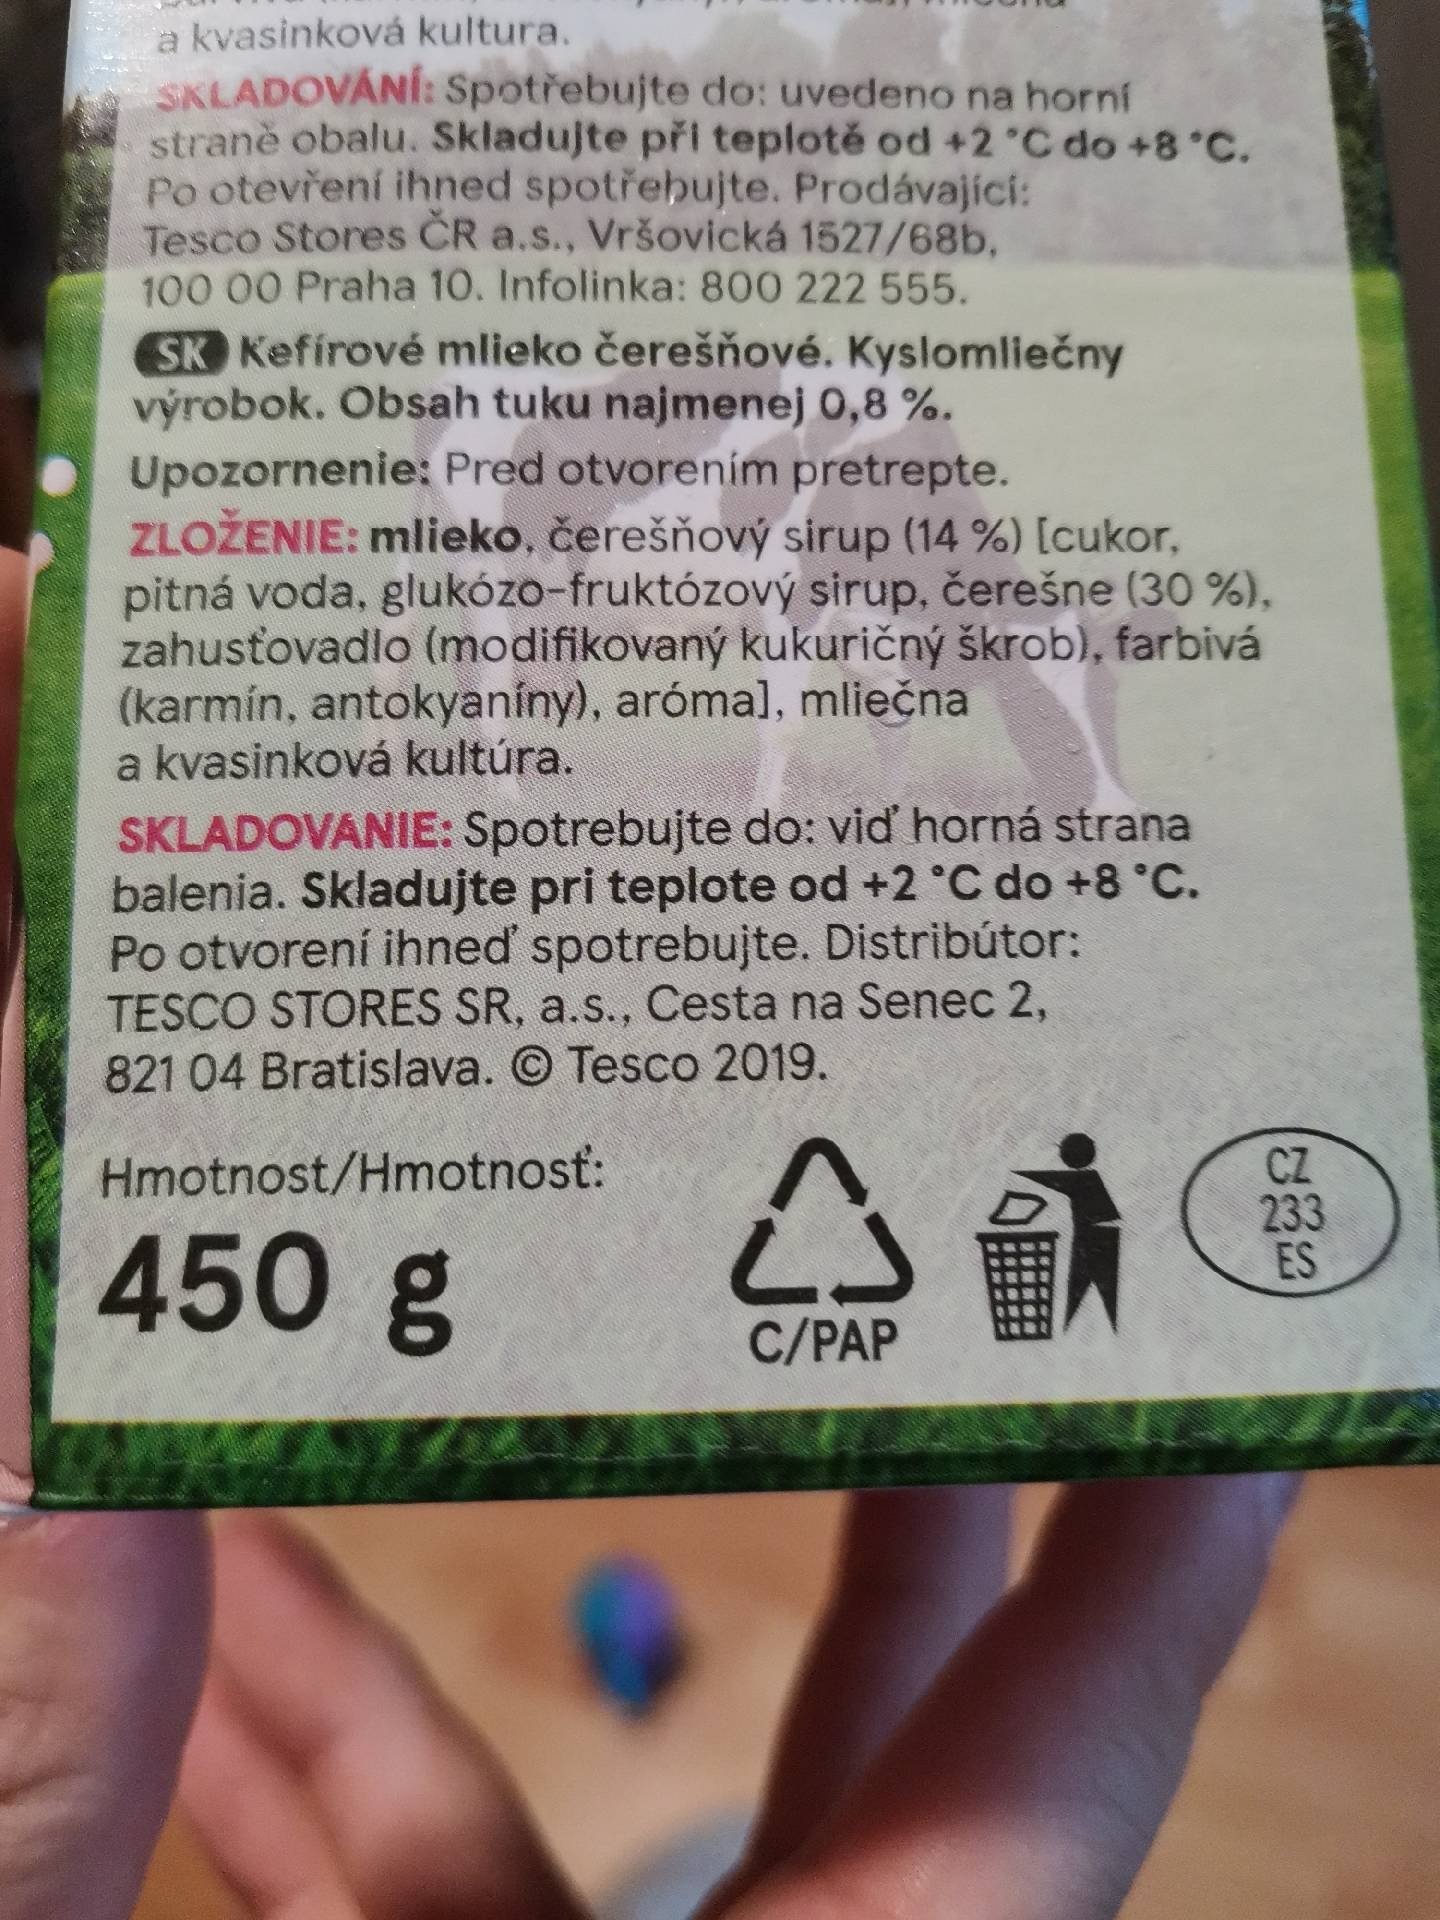 a kvasinková kultura.
SKLADOVÁNÍ: Spotřebujte do: uvedeno na horní
straně obalu. Skladujte při teplotě od +2 °C do +8 °C.
Po otevření ihned spotřebujte. Prodávající:
Tesco Stores ČR a.s., Vršovická 1527/68b,
100 00 Praha 10. Infolinka: 800 222 555.
SK Kefírové mlieko čerešňové. Kyslomliečny
výrobok. Obsah tuku najmenej 0,8 %.
Upozornenie: Pred otvorením pretrepte.
ZLOŽENIE: mlieko, čerešňový sirup (14 %) [cukor,
pitná voda, glukózo-fruktózový sirup, čerešne (30 %),
zahusťovadlo (modifikovaný kukuričný škrob), farbivá
(karmín, antokyaníny), aróma], mliečna
a kvasinková kultúra.
SKLADOVANIE: Spotrebujte do: viď horná strana
balenia. Skladujte pri teplote od +2 °C do +8 °C.
Po otvorení ihneď spotrebujte. Distribútor:
TESCO STORES SR, a.s., Cesta na Senec 2,
821 04 Bratislava. © Tesco 2019.
Hmotnost/Hmotnosť:
450 g
C/PAP
CZ
233
ES